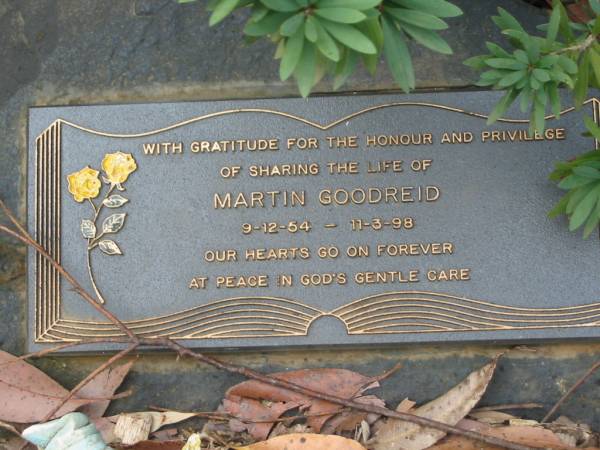 WITH GRATITUDE FOR THE HONOUR AND PRIVILEGE
OF SHARING THE LIFE OF
MARTIN GOODREID
9-12-54 - 11-3-98
OUR HEARTS GO ON FOREVER
AT PEACE IN GOD'S GENTLE CARE